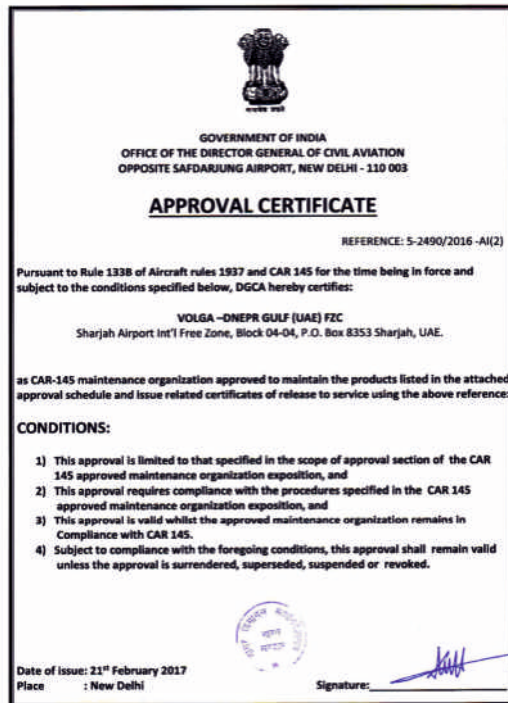 GOVERNMENT OF INDIA
OFFICE OF THE DIRECTOR GENERAL OF CIVIL AVIATION
OPPOSITE SAFDARJUNG AIRPORT, NEW DELHI - 110 003
APPROVAL CERTIFICATE
REFERENCE: 5-2490/2016 -AI(2)
Pursuant to Rule 133B of Aircraft rules 1937 and CAR 145 for the time being in force and
subject to the conditions specified below, DGCA hereby certifies:
VOLGA –DNEPR GULF (UAE) FZC
Sharjah Airport Int'l Free Zone, Block 04-04, P.O. Box 8353 Sharjah, UAE.
as CAR-145 maintenance organization approved to maintain the products listed in the attached
approval schedule and issue related certificates of release to service using the above reference:
CONDITIONS:
1) This approval is limited to that specified in the scope of approval section of the CAR
145 approved maintenance organization exposition, and
2) This approval requires compliance with the procedures specified in the CAR 145
approved maintenance organization exposition, and
3) This approval is valid whilst the approved maintenance organization remains in
Compliance with CAR 145.
4) Subject to compliance with the foregoing conditions, this approval shall remain valid
unless the approval is surrendered, superseded, suspended or revoked.
Date of issue: 21st February 2017
Place : New Delhi
Signature: